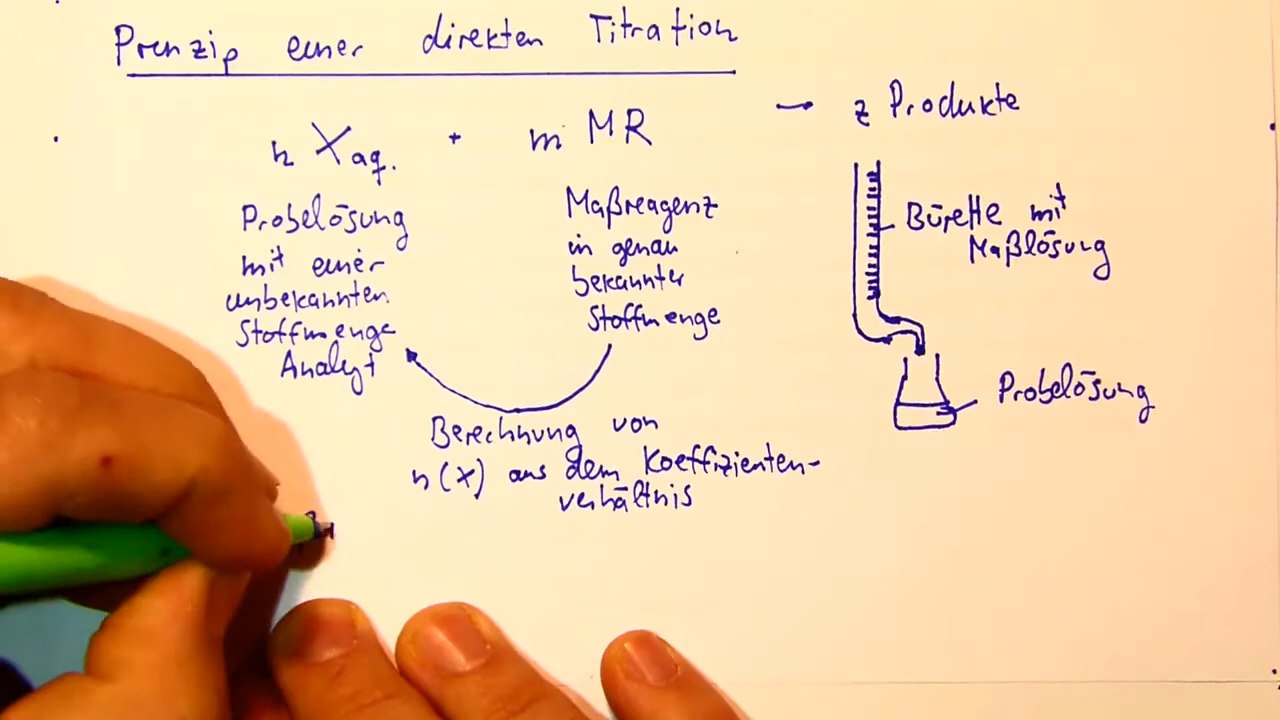 Prinzip einer direkten Titration
n Xaq. + m MR → z Produkte
Probelösung
mit einer
unbekannten
Stoffmenge
Analyt
Maßreagenz
in genau
bekannter
Stoffmenge
Bürette mit
Maßlösung
Probelösung
Berechnung von
n(X) aus dem Koeffizienten-
verhältnis